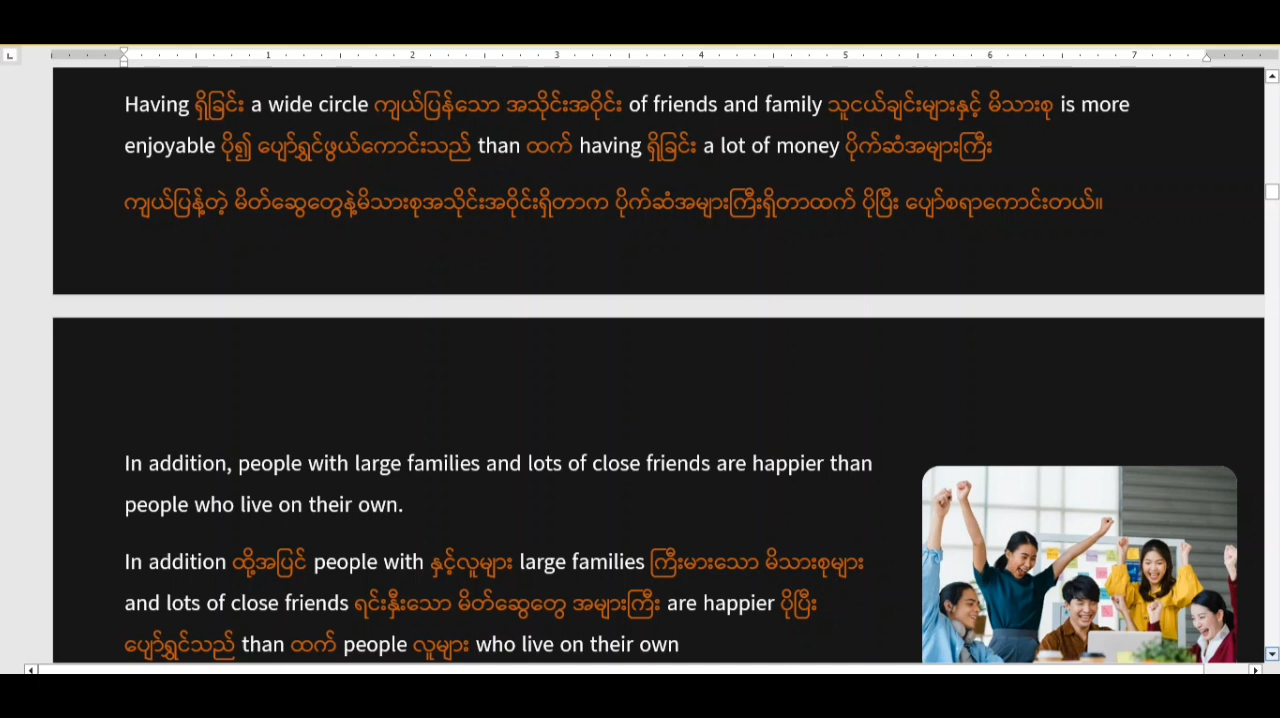 1 2 3 4 5 6 7
Having ရှိခြင်း a wide circle ကျယ်ပြန်သော အသိုင်းအဝိုင်း of friends and family သူငယ်ချင်းများနှင့် မိသားစု is more
enjoyable ပို၍ ပျော်ရွှင်ဖွယ်ကောင်းသည် than ထက် having ရှိခြင်း a lot of money ပိုက်ဆံအများကြီး
ကျယ်ပြန့်တဲ့ မိတ်ဆွေတွေနဲ့မိသားစုအသိုင်းအဝိုင်းရှိတာက ပိုက်ဆံအများကြီးရှိတာထက် ပိုပြီး ပျော်စရာကောင်းတယ်။
In addition, people with large families and lots of close friends are happier than
people who live on their own.
In addition ထို့အပြင် people with နှင့်လူများ large families ကြီးမားသော မိသားစုများ
and lots of close friends ရင်းနှီးသော မိတ်ဆွေတွေ အများကြီး are happier ပိုပြီး
ပျော်ရွှင်သည် than ထက် people လူများ who live on their own